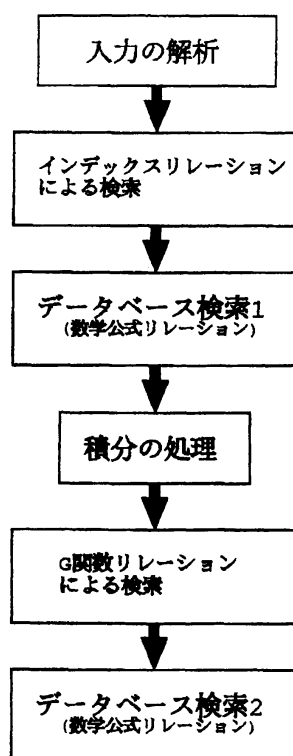 入力の解析
インデックスリレーション
による検索
データベース検索1
(数学公式リレーション)
積分の処理
G関数リレーション
による検索
データベース検索2
(数学公式リレーション)